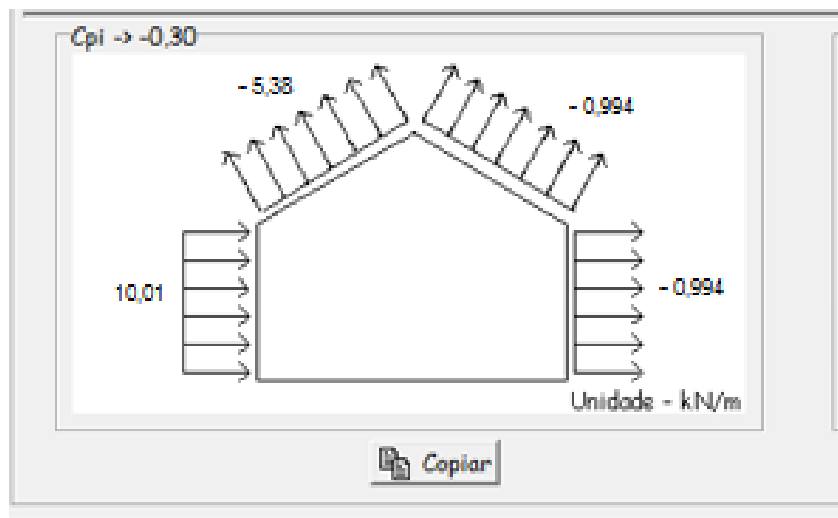 Cpi -> -0,30
- 5,38
- 0,994
10,01
- 0,994
Unidade - kN/m
Copiar